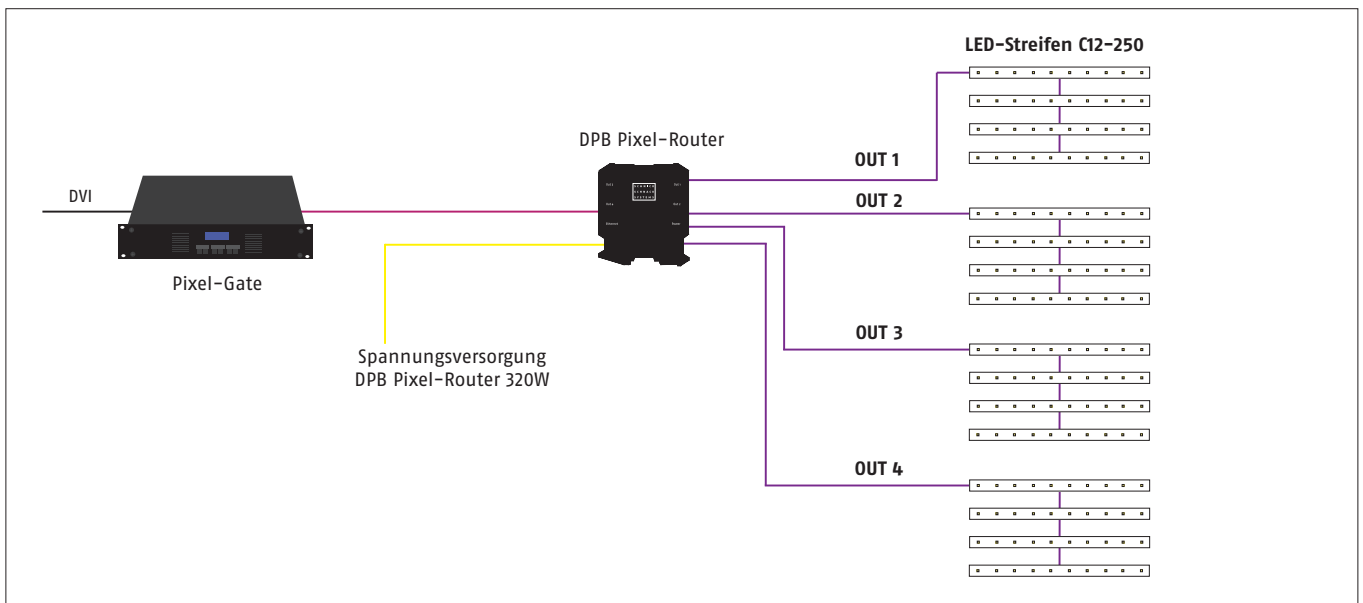 LED-Streifen C12-250
DPB Pixel-Router
OUT 1
DVI
OUT 2
Pixel-Gate
OUT 3
Spannungsversorgung
DPB Pixel-Router 320W
OUT 4